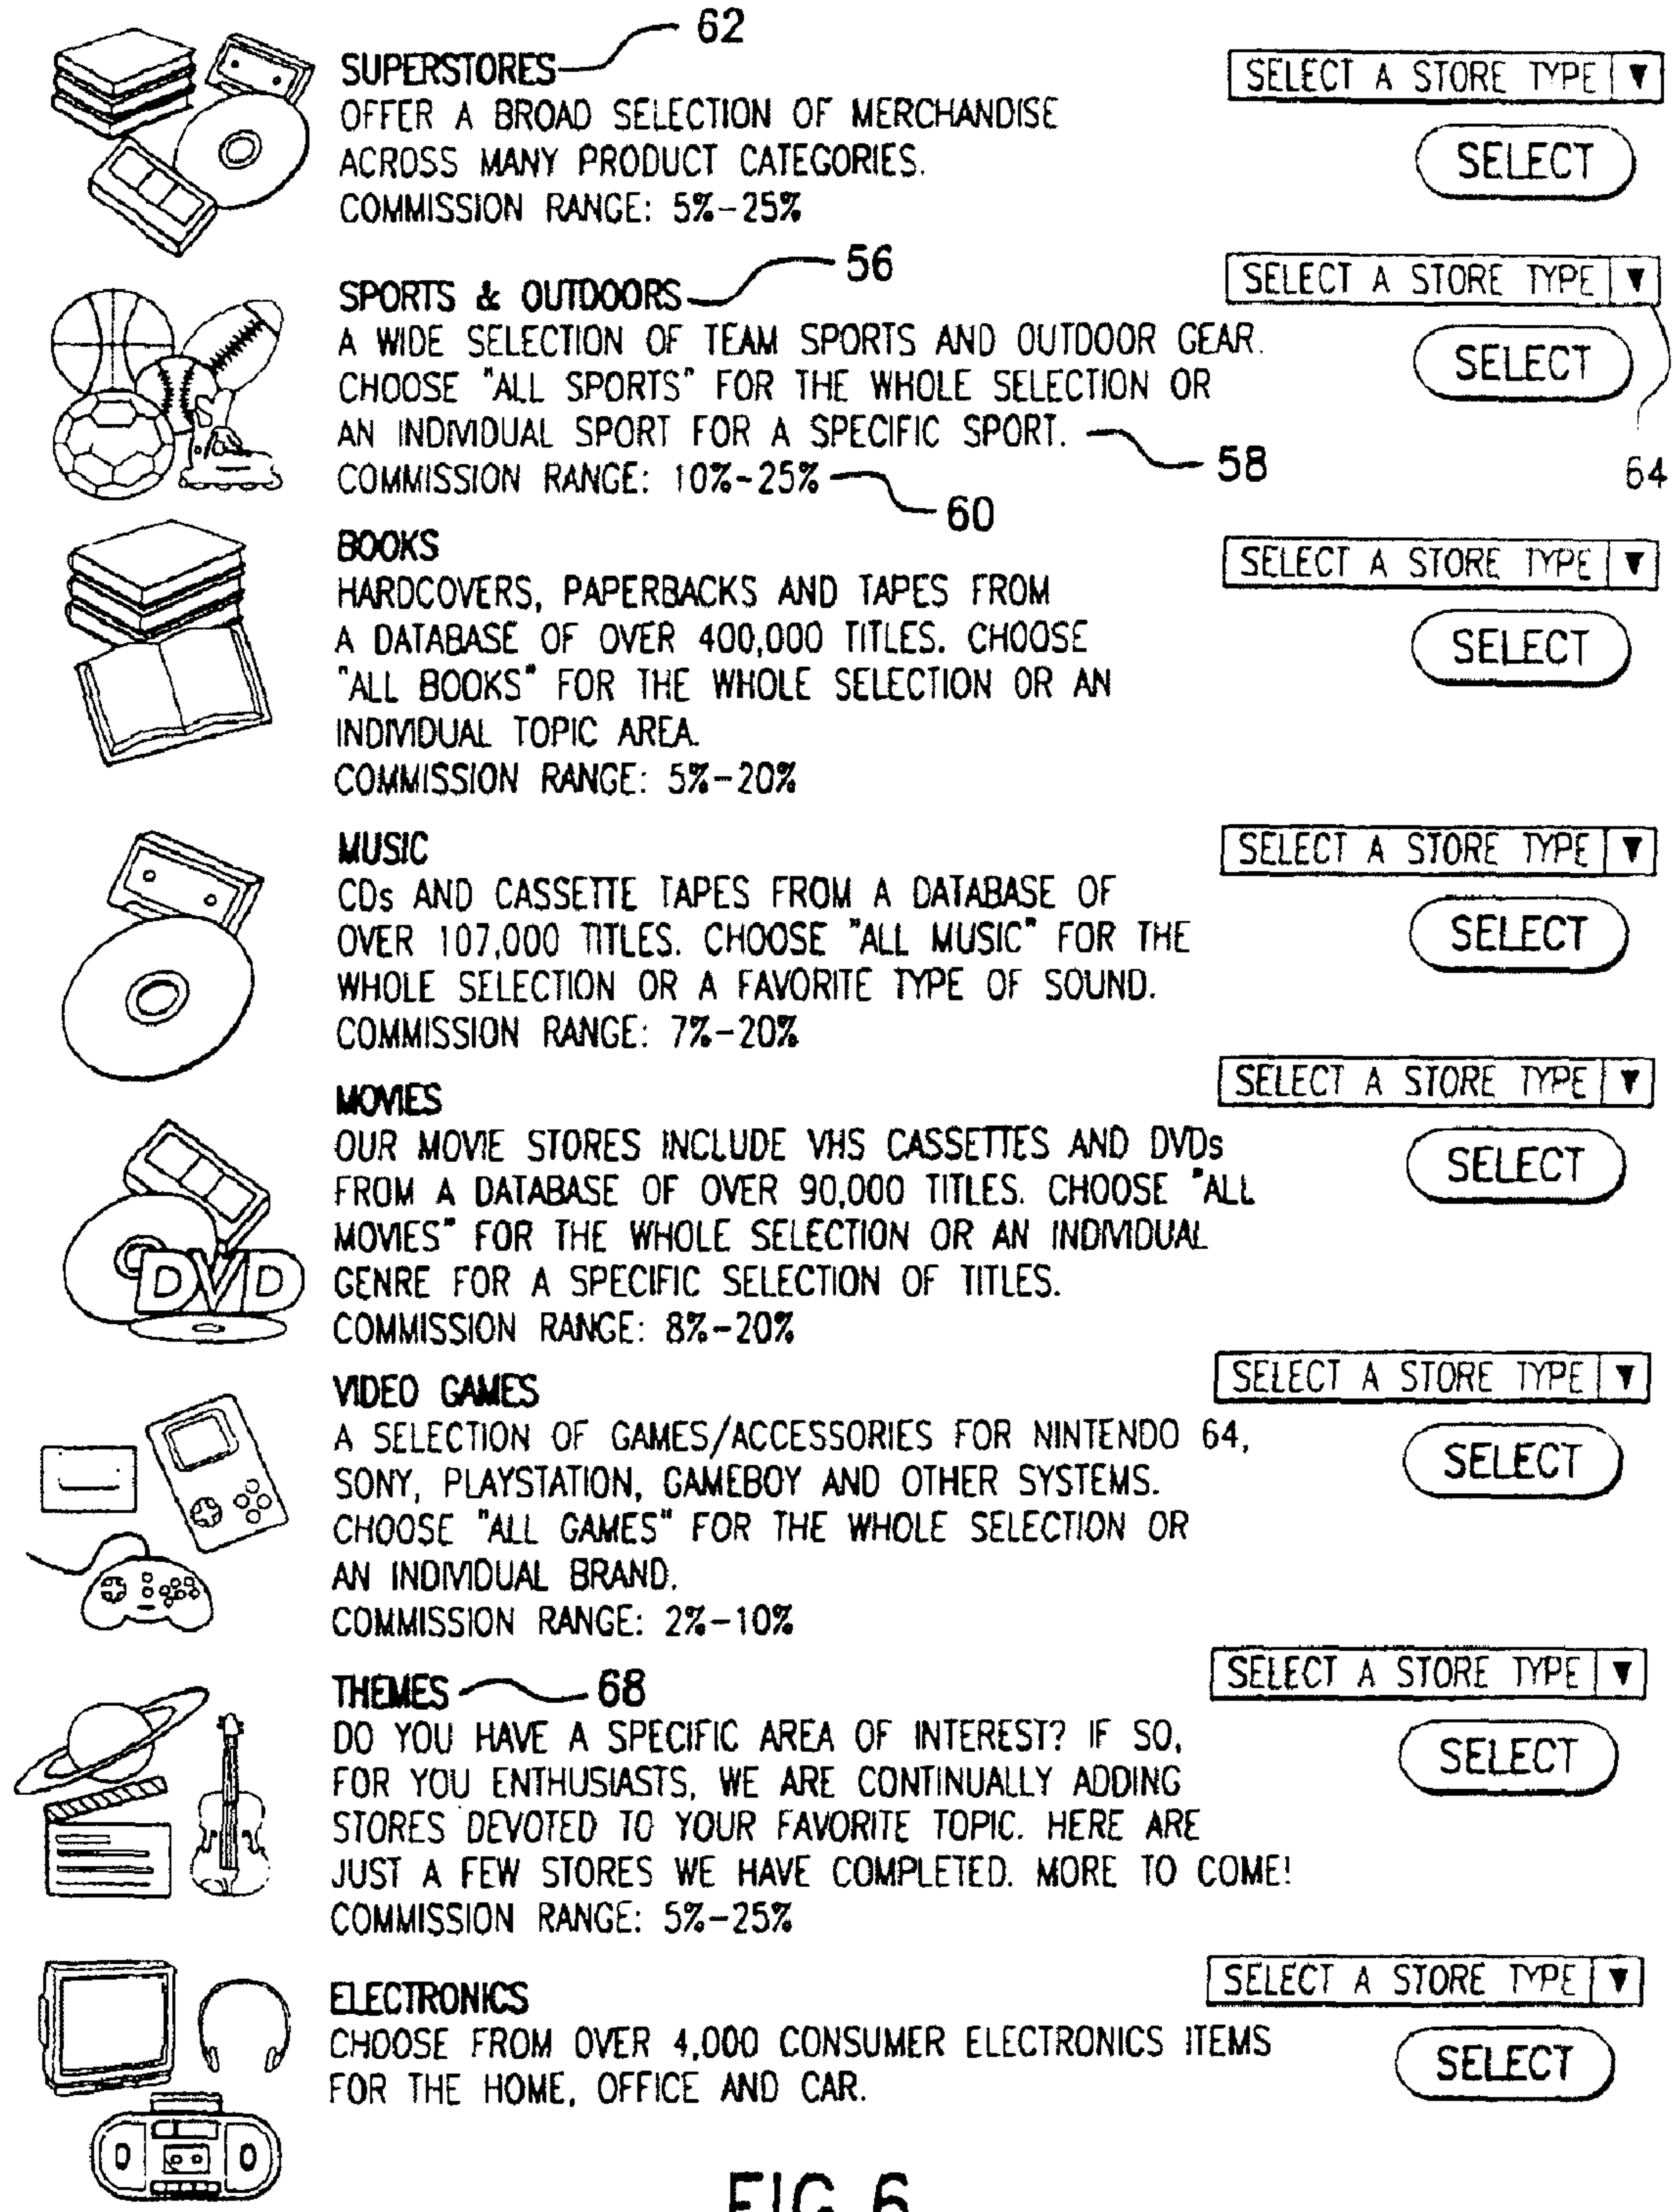 62
SUPERSTORES
SELECT A STORE TYPE ▼
OFFER A BROAD SELECTION OF MERCHANDISE
ACROSS MANY PRODUCT CATEGORIES.
SELECT
COMMISSION RANGE: 5%-25%
56
SPORTS & OUTDOORS
SELECT A STORE TYPE ▼
A WIDE SELECTION OF TEAM SPORTS AND OUTDOOR GEAR.
CHOOSE "ALL SPORTS" FOR THE WHOLE SELECTION OR
SELECT
AN INDIVIDUAL SPORT FOR A SPECIFIC SPORT.
58
64
COMMISSION RANGE: 10%-25%
60
BOOKS
SELECT A STORE TYPE ▼
HARDCOVERS, PAPERBACKS AND TAPES FROM
A DATABASE OF OVER 400,000 TITLES. CHOOSE
SELECT
"ALL BOOKS" FOR THE WHOLE SELECTION OR AN
INDIVIDUAL TOPIC AREA.
COMMISSION RANGE: 5%-20%
MUSIC
SELECT A STORE TYPE ▼
CDs AND CASSETTE TAPES FROM A DATABASE OF
OVER 107,000 TITLES. CHOOSE "ALL MUSIC" FOR THE
SELECT
WHOLE SELECTION OR A FAVORITE TYPE OF SOUND.
COMMISSION RANGE: 7%-20%
MOVIES
SELECT A STORE TYPE ▼
OUR MOVIE STORES INCLUDE VHS CASSETTES AND DVDs
SELECT
FROM A DATABASE OF OVER 90,000 TITLES. CHOOSE "ALL
MOVIES" FOR THE WHOLE SELECTION OR AN INDIVIDUAL
GENRE FOR A SPECIFIC SELECTION OF TITLES.
DVD
COMMISSION RANGE: 8%-20%
VIDEO GAMES
SELECT A STORE TYPE ▼
A SELECTION OF GAMES/ACCESSORIES FOR NINTENDO 64,
SELECT
SONY, PLAYSTATION, GAMEBOY AND OTHER SYSTEMS.
CHOOSE "ALL GAMES" FOR THE WHOLE SELECTION OR
AN INDIVIDUAL BRAND.
COMMISSION RANGE: 2%-10%
THEMES
68
SELECT A STORE TYPE ▼
DO YOU HAVE A SPECIFIC AREA OF INTEREST? IF SO,
SELECT
FOR YOU ENTHUSIASTS, WE ARE CONTINUALLY ADDING
STORES DEVOTED TO YOUR FAVORITE TOPIC. HERE ARE
JUST A FEW STORES WE HAVE COMPLETED. MORE TO COME!
COMMISSION RANGE: 5%-25%
ELECTRONICS
SELECT A STORE TYPE ▼
CHOOSE FROM OVER 4,000 CONSUMER ELECTRONICS ITEMS
SELECT
FOR THE HOME, OFFICE AND CAR.
FIG 6